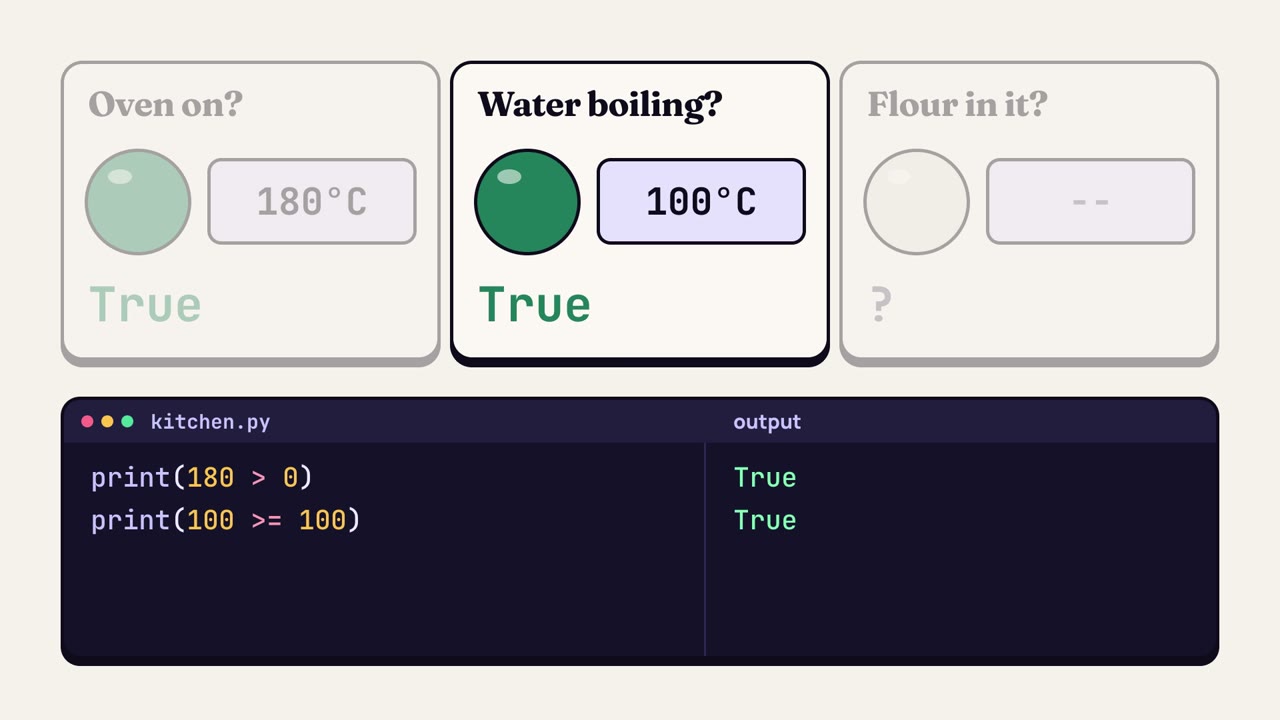 Oven on?
180°C
True
Water boiling?
100°C
True
Flour in it?
--
?
kitchen.py
output
print(180 > 0)
True
print(100 >= 100)
True